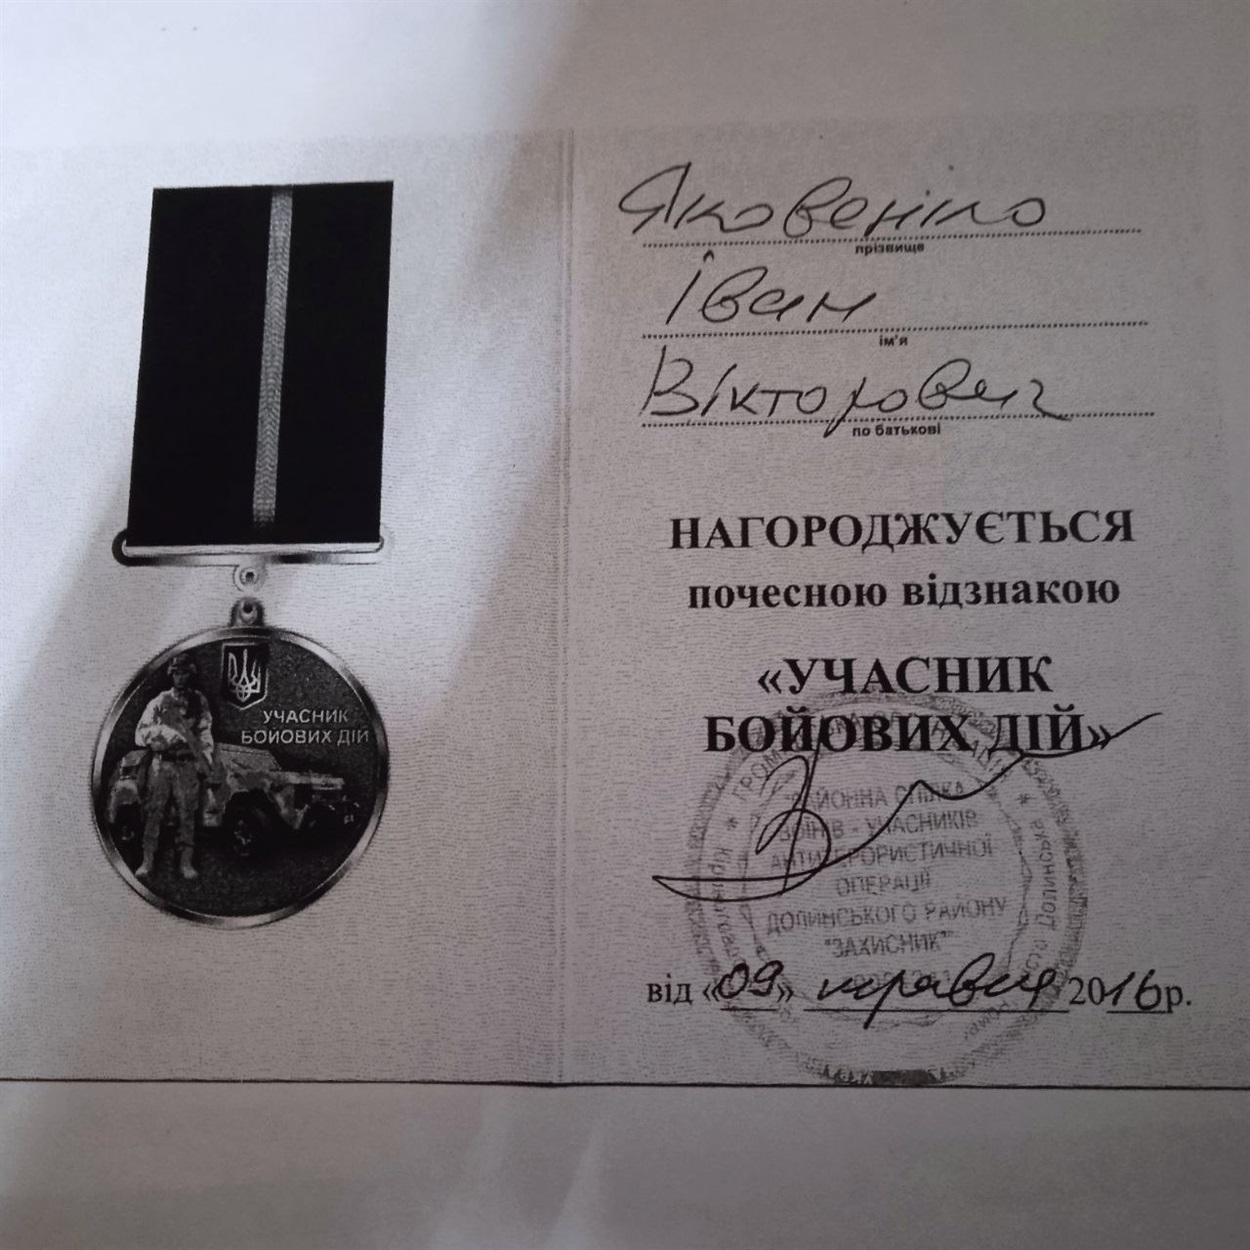 Яковенко
прізвище
Іван
ім'я
Вікторович
по батькові
НАГОРОДЖУЄТЬСЯ
почесною відзнакою
«УЧАСНИК
БОЙОВИХ ДІЙ»
УЧАСНИК
БОЙОВИХ ДІЙ
РАЙОННА СПІЛКА
ВОЇНІВ - УЧАСНИКІВ
АНТИТЕРОРИСТИЧНОЇ
ОПЕРАЦІЇ
ДОЛИНСЬКОГО РАЙОНУ
"ЗАХИСНИК"
від «09» травня 2016р.